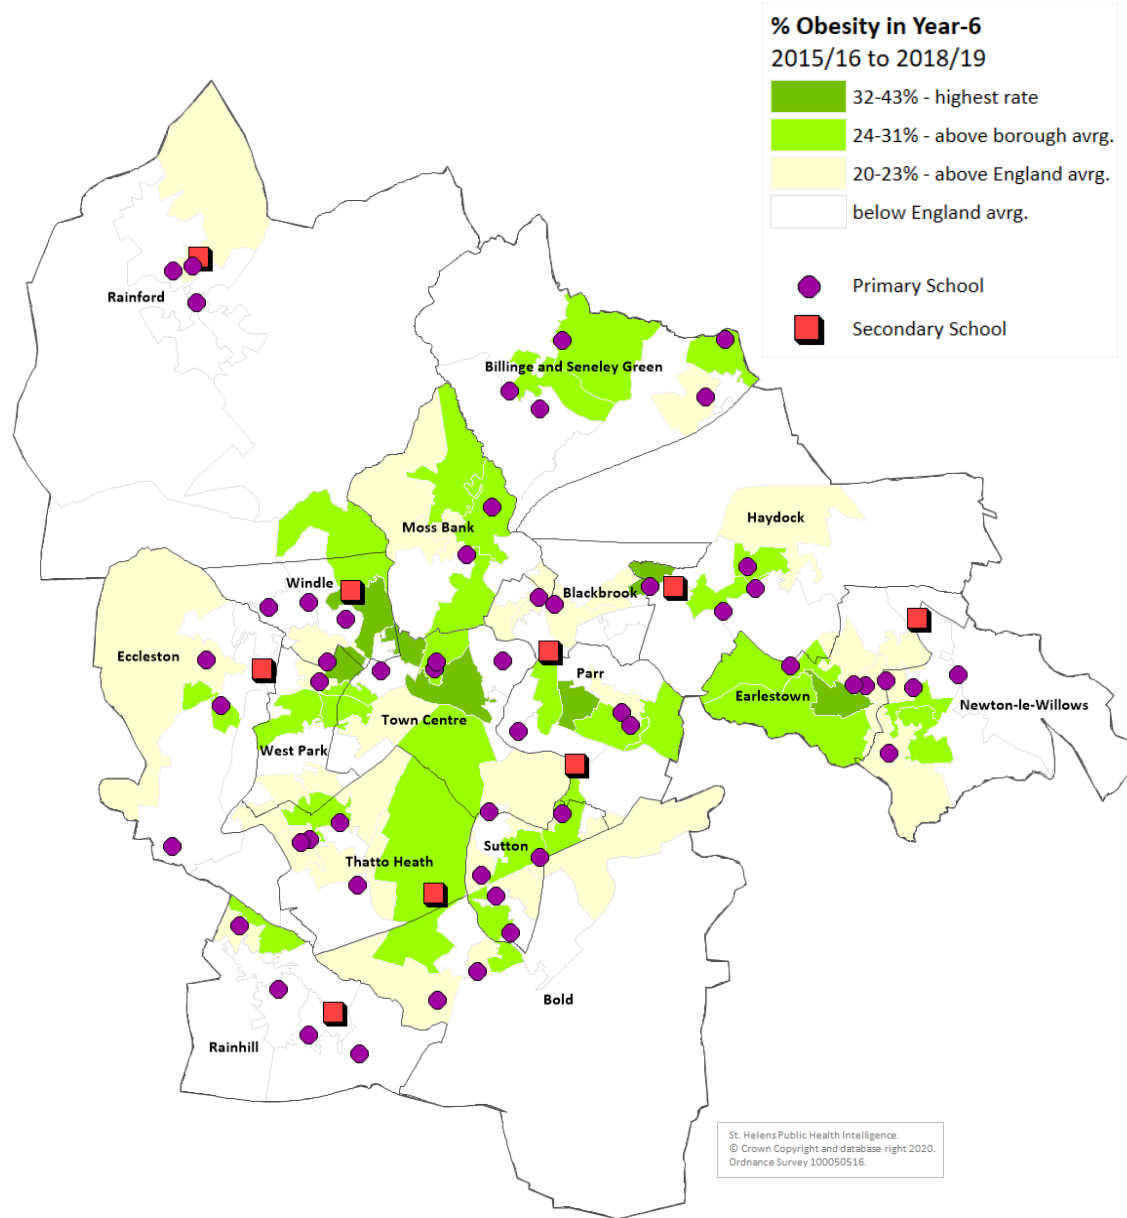 % Obesity in Year-6
2015/16 to 2018/19
32-43% - highest rate
24-31% - above borough avrg.
20-23% - above England avrg.
below England avrg.
Primary School
Secondary School
Rainford
Billinge and Seneley Green
Moss Bank
Haydock
Windle
Blackbrook
Eccleston
Parr
Earlestown
Newton-le-Willows
Town Centre
West Park
Sutton
Thatto Heath
Bold
Rainhill
St. Helens Public Health Intelligence.
© Crown Copyright and database right 2020.
Ordnance Survey 100050516.